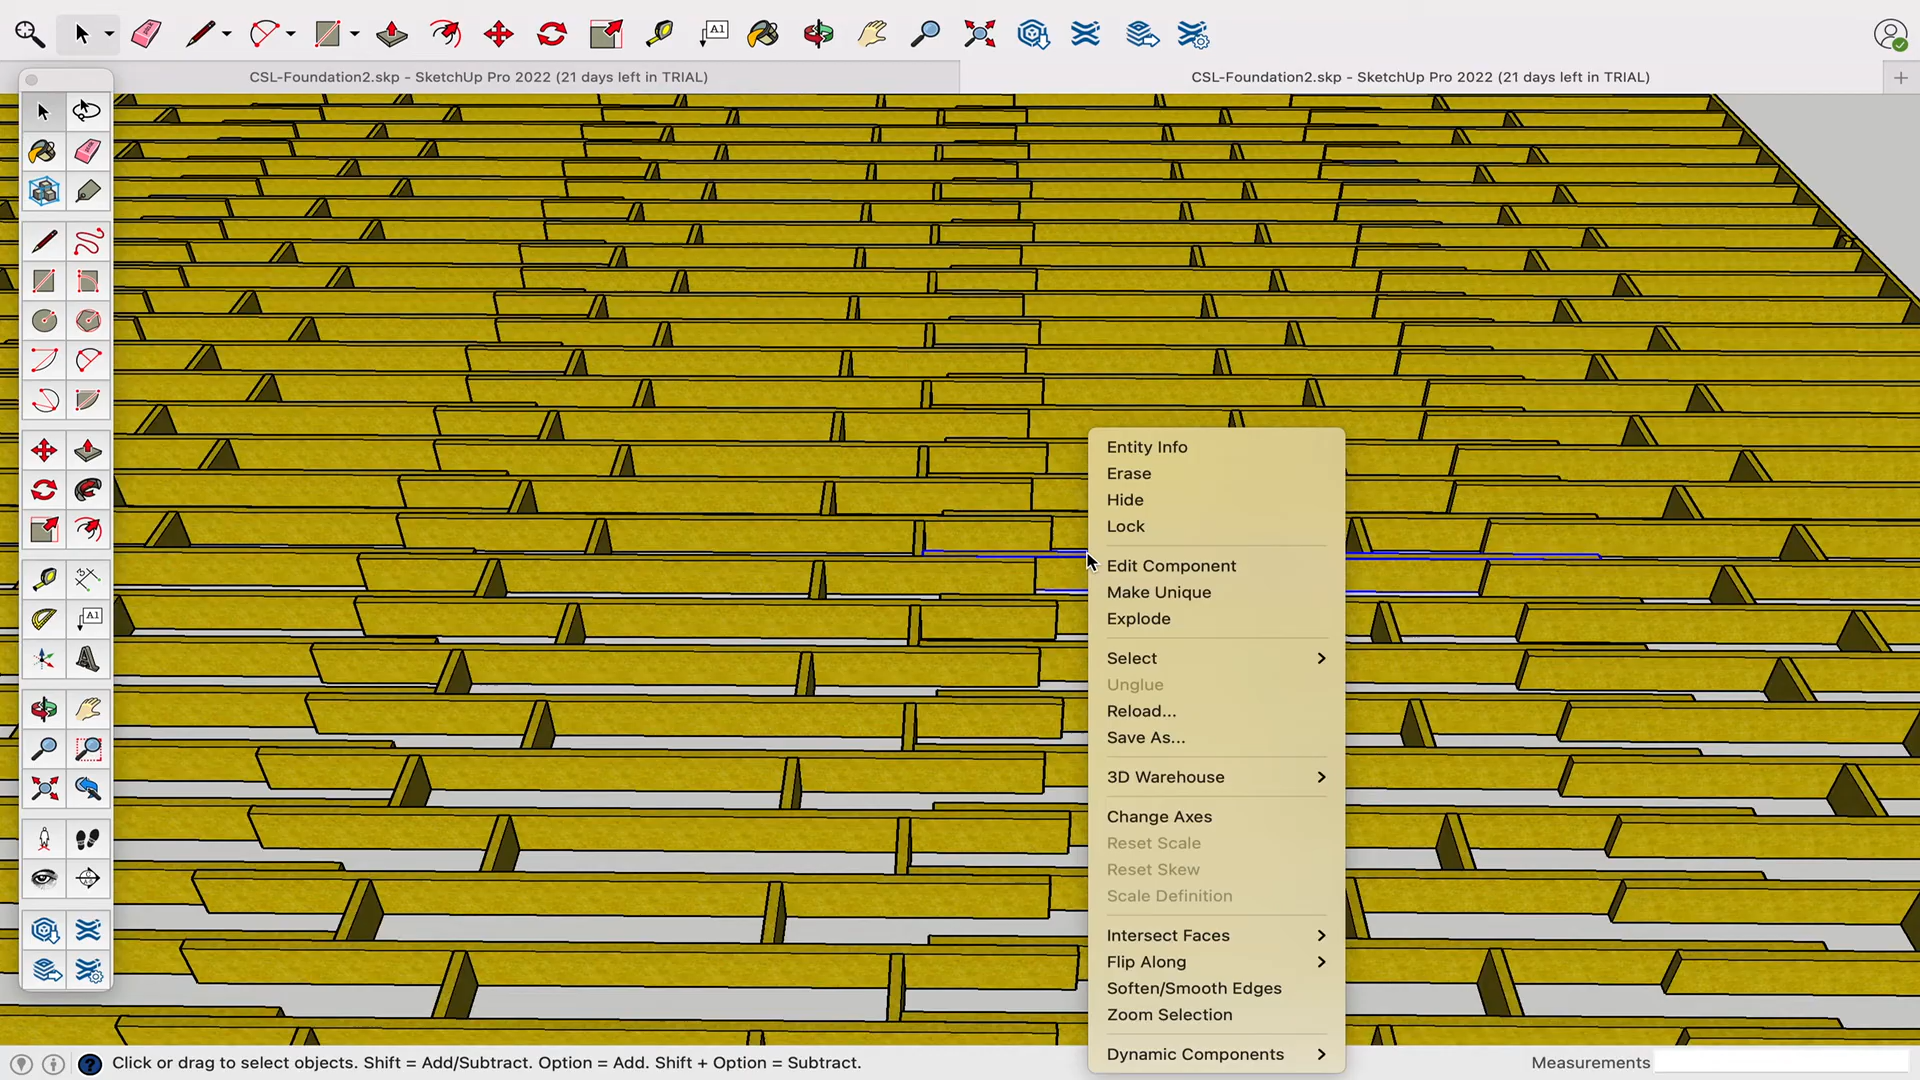 A1
CSL-Foundation2.skp - SketchUp Pro 2022 (21 days left in TRIAL)
CSL-Foundation2.skp - SketchUp Pro 2022 (21 days left in TRIAL)
A1
Entity Info
Erase
Hide
Lock
Edit Component
Make Unique
Explode
Select
Unglue
Reload...
Save As...
3D Warehouse
Change Axes
Reset Scale
Reset Skew
Scale Definition
Intersect Faces
Flip Along
Soften/Smooth Edges
Zoom Selection
Dynamic Components
Click or drag to select objects. Shift = Add/Subtract. Option = Add. Shift + Option = Subtract.
Measurements